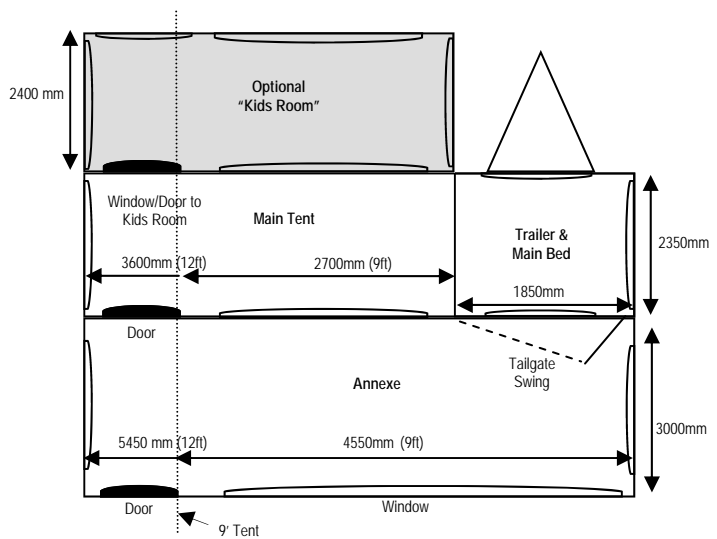 2400 mm
Optional
"Kids Room"
Window/Door to
Kids Room
Main Tent
Trailer &
Main Bed
2350mm
3600mm (12ft)
2700mm (9ft)
1850mm
Door
Tailgate
Swing
Annexe
3000mm
5450 mm (12ft)
4550mm (9ft)
Door
Window
9' Tent